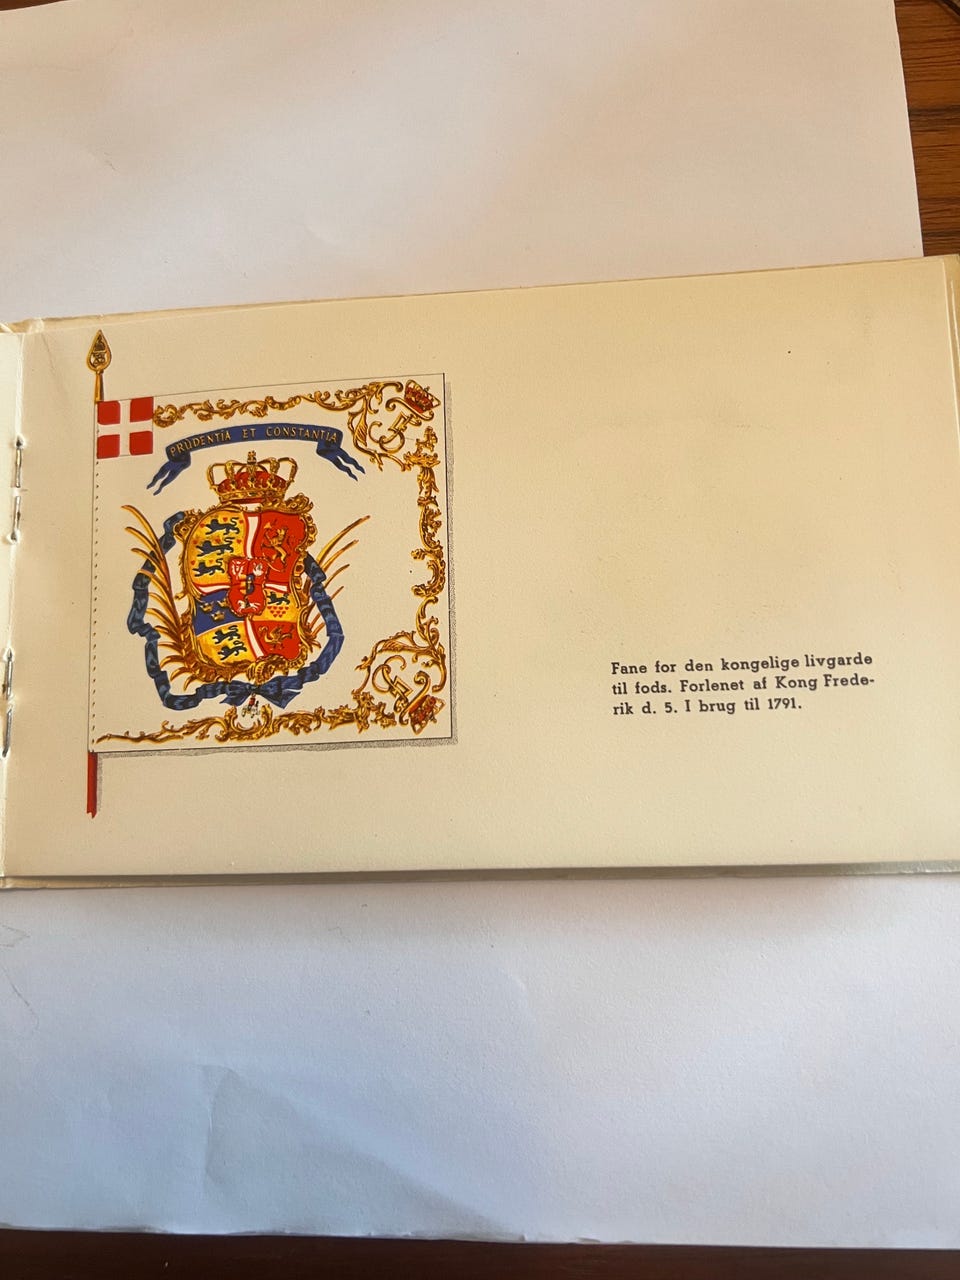 PRUDENTIA ET CONSTANTIA
Fane for den kongelige livgarde
til fods. Forlenet af Kong Frede-
rik d. 5. I brug til 1791.